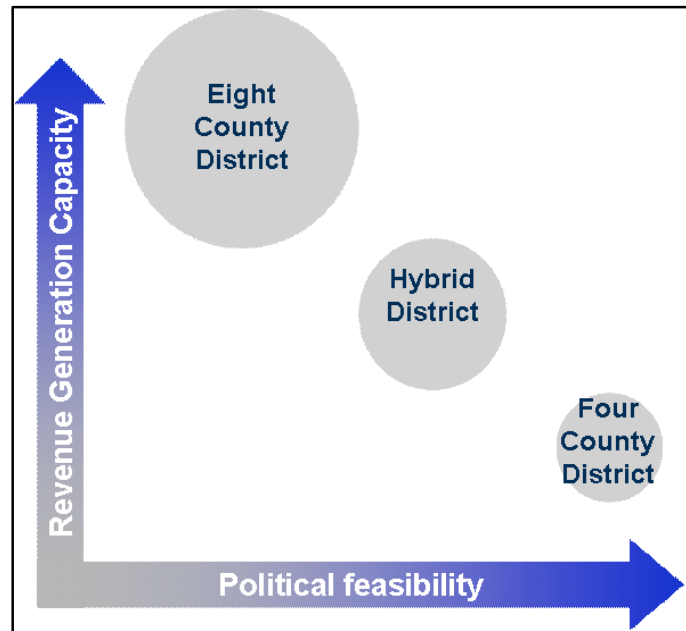 Eight
County
District
Revenue Generation Capacity
Hybrid
District
Four
County
District
Political feasibility